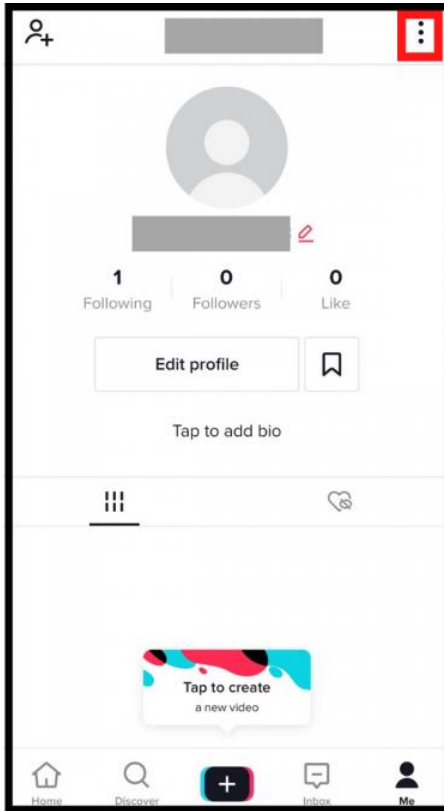 1 0 0
Following Followers Like
Edit profile
Tap to add bio
Tap to create
a new video
Home Discover Inbox Me